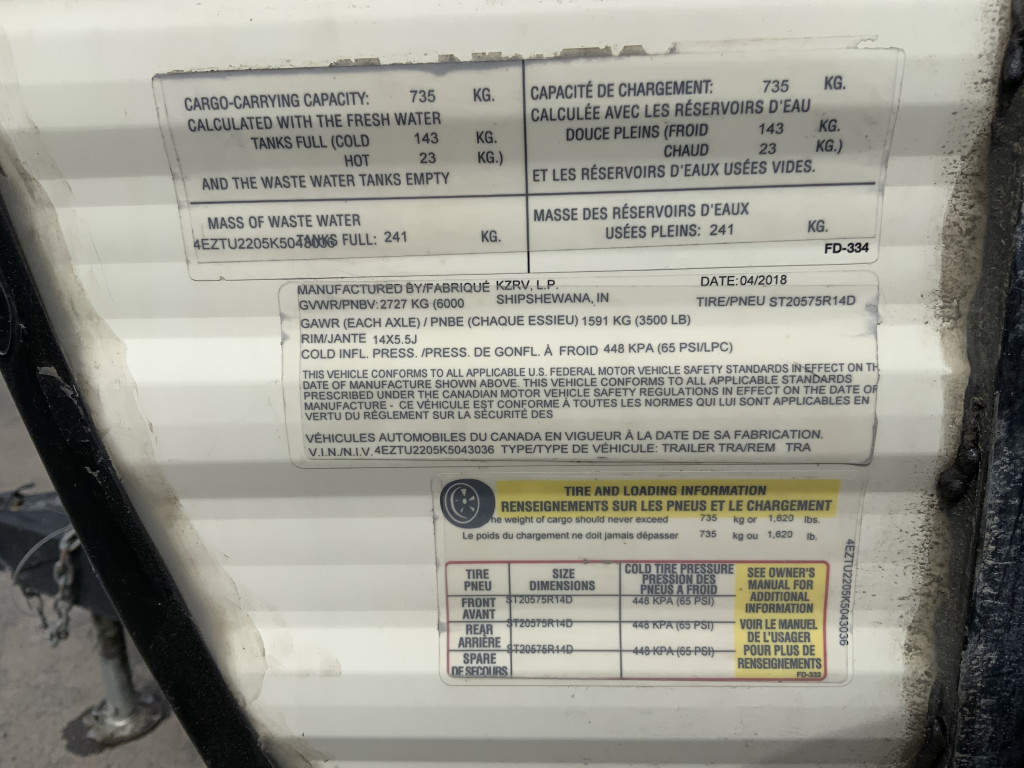 CARGO-CARRYING CAPACITY: 735 KG.
CALCULATED WITH THE FRESH WATER
TANKS FULL (COLD 143 KG.
HOT 23 KG.)
AND THE WASTE WATER TANKS EMPTY
MASS OF WASTE WATER
TANKS FULL: 241 KG.
4EZTU2205K5043036
CAPACITÉ DE CHARGEMENT: 735 KG.
CALCULÉE AVEC LES RÉSERVOIRS D'EAU
DOUCE PLEINS (FROID 143 KG.
CHAUD 23 KG.)
ET LES RÉSERVOIRS D'EAUX USÉES VIDES.
MASSE DES RÉSERVOIRS D'EAUX
USÉES PLEINS: 241 KG.
FD-334
MANUFACTURED BY/FABRIQUÉ KZRV, L.P. DATE:04/2018
GVWR/PNBV: 2727 KG (6000 SHIPSHEWANA, IN TIRE/PNEU ST20575R14D
GAWR (EACH AXLE) / PNBE (CHAQUE ESSIEU) 1591 KG (3500 LB)
RIM/JANTE 14X5.5J
COLD INFL. PRESS. /PRESS. DE GONFL. À FROID 448 KPA (65 PSI/LPC)
THIS VEHICLE CONFORMS TO ALL APPLICABLE U.S. FEDERAL MOTOR VEHICLE SAFETY STANDARDS IN EFFECT ON TH
DATE OF MANUFACTURE SHOWN ABOVE. THIS VEHICLE CONFORMS TO ALL APPLICABLE STANDARDS
PRESCRIBED UNDER THE CANADIAN MOTOR VEHICLE SAFETY REGULATIONS IN EFFECT ON THE DATE OF
MANUFACTURE - CE VÉHICULE EST CONFORME À TOUTES LES NORMES QUI LUI SONT APPLICABLES EN
VERTU DU RÉGLEMENT SUR LA SÉCURITÉ DES
VÉHICULES AUTOMOBILES DU CANADA EN VIGUEUR À LA DATE DE SA FABRICATION.
V.I.N./N.I.V. 4EZTU2205K5043036 TYPE/TYPE DE VÉHICULE: TRAILER TRA/REM TRA
TIRE AND LOADING INFORMATION
RENSEIGNEMENTS SUR LES PNEUS ET LE CHARGEMENT
he weight of cargo should never exceed 735 kg or 1,620 lbs.
Le poids du chargement ne doit jamais dépasser 735 kg ou 1,620 lb.
TIRE
PNEU
SIZE
DIMENSIONS
COLD TIRE PRESSURE
PRESSION DES
PNEUS A FROID
FRONT
AVANT
ST20575R14D
448 KPA (65 PSI)
REAR
ARRIÈRE
ST20575R14D
448 KPA (65 PSI)
SPARE
DE SECOURS
ST20575R14D
448 KPA (65 PSI)
SEE OWNER'S
MANUAL FOR
ADDITIONAL
INFORMATION
VOIR LE MANUEL
DE L'USAGER
POUR PLUS DE
RENSEIGNEMENTS
FD-332
4EZTU2205K5043036